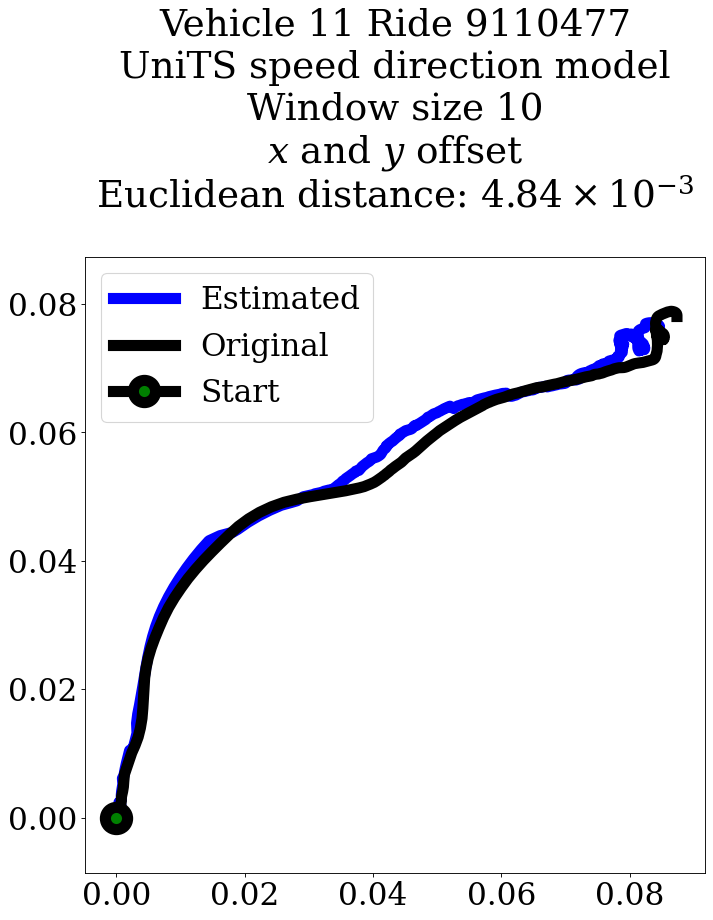 Vehicle 11 Ride 9110477
UniTS speed direction model
Window size 10
x and y offset
Euclidean distance: 4.84 × 10⁻³
Estimated
Original
Start
0.08
0.06
0.04
0.02
0.00
0.00 0.02 0.04 0.06 0.08